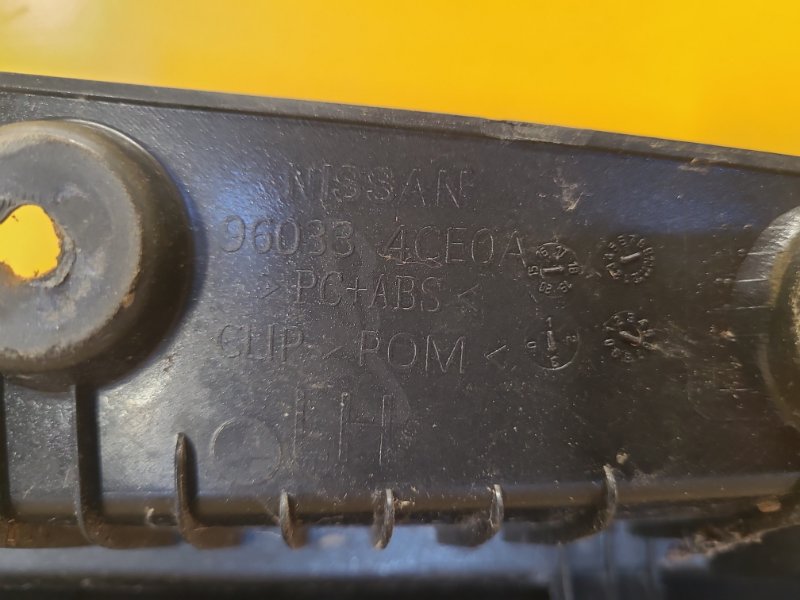 NISSAN
96033 4CE0A
>PC+ABS<
CLIP >POM<
LH